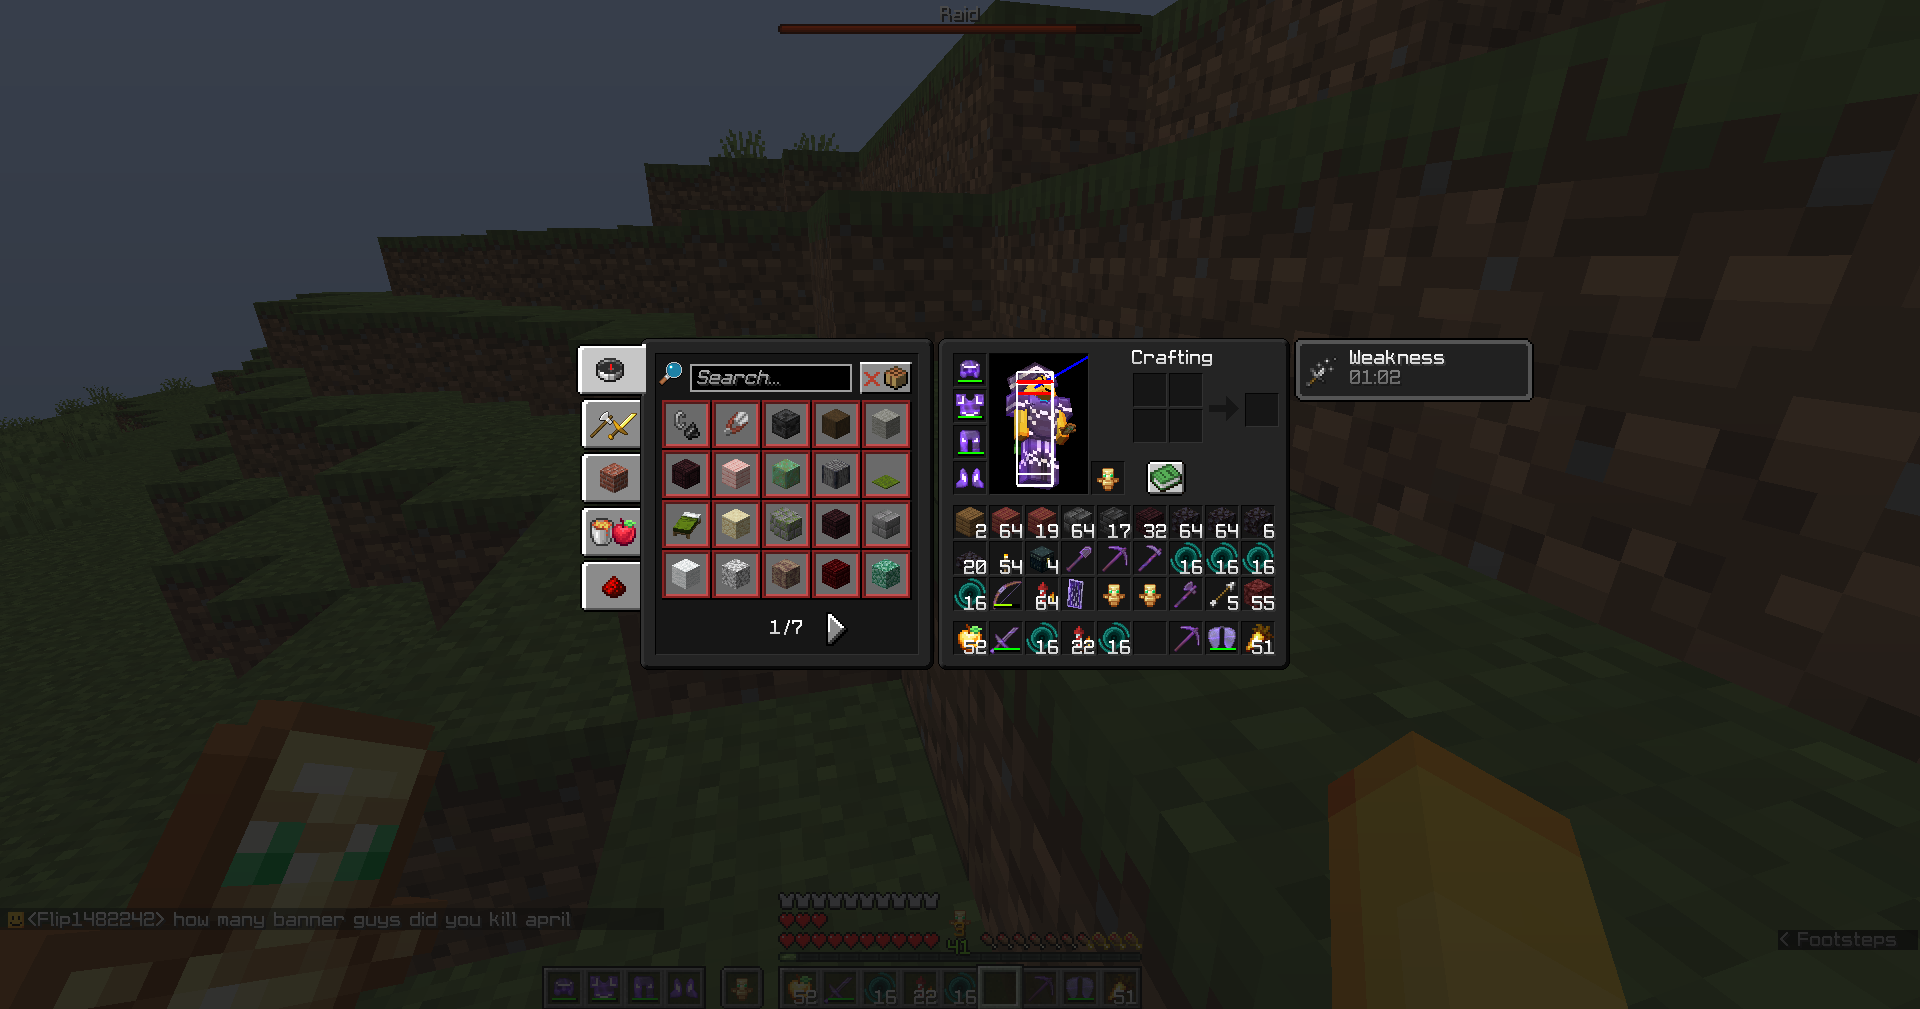 Raid
Search...
1/7
Crafting
Weakness
01:02
2 64 19 64 17 32 64 64 6
20 54 4 16 16 16
16 64 5 55
52 16 22 16 51
<Flip1482242> how many banner guys did you kill april
41
< Footsteps
52 16 22 16 51